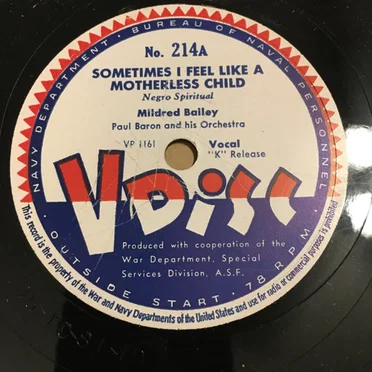 NAVY DEPARTMENT - BUREAU OF NAVAL PERSONNEL
No. 214A
SOMETIMES I FEEL LIKE A
MOTHERLESS CHILD
Negro Spiritual
Mildred Bailey
Paul Baron and his Orchestra
VP 1161 Vocal
"K" Release
V DISC
Produced with cooperation of the
War Department, Special
Services Division, A.S.F.
OUTSIDE START - 78 R.P.M.
This record is the property of the War and Navy Departments of the United States and use for radio or commercial purposes is prohibited